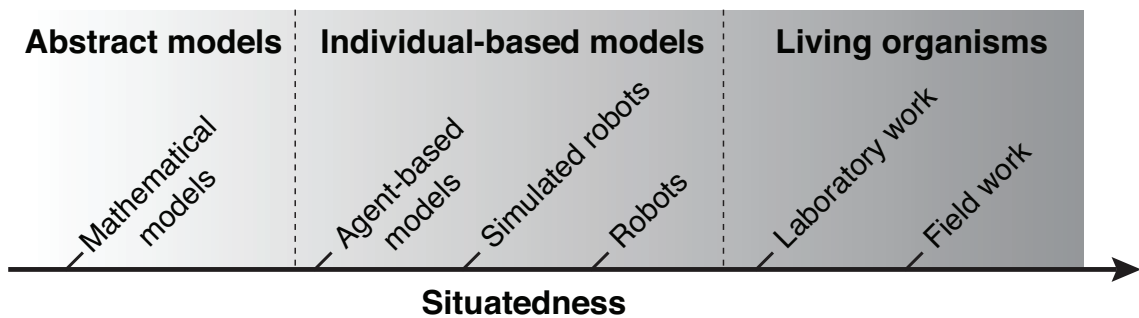 Abstract models
Individual-based models
Living organisms
Mathematical
models
Agent-based
models
Simulated robots
Robots
Laboratory work
Field work
Situatedness